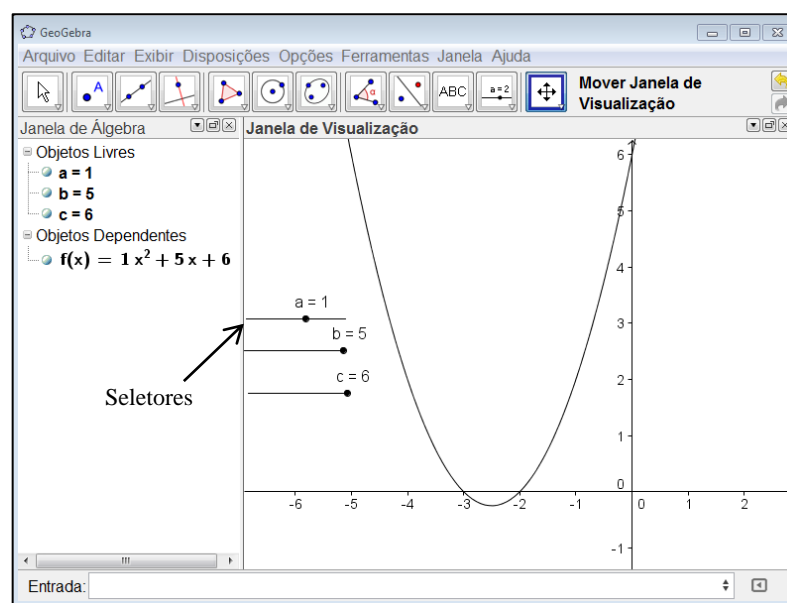 GeoGebra
Arquivo Editar Exibir Disposições Opções Ferramentas Janela Ajuda
A
α
ABC
a=2
Mover Janela de
Visualização
Janela de Álgebra
Janela de Visualização
Objetos Livres
a = 1
b = 5
c = 6
Objetos Dependentes
f(x) = 1 x² + 5 x + 6
a = 1
b = 5
c = 6
Seletores
6
5
4
3
2
1
0
-1
-6 -5 -4 -3 -2 -1 0 1 2
Entrada: